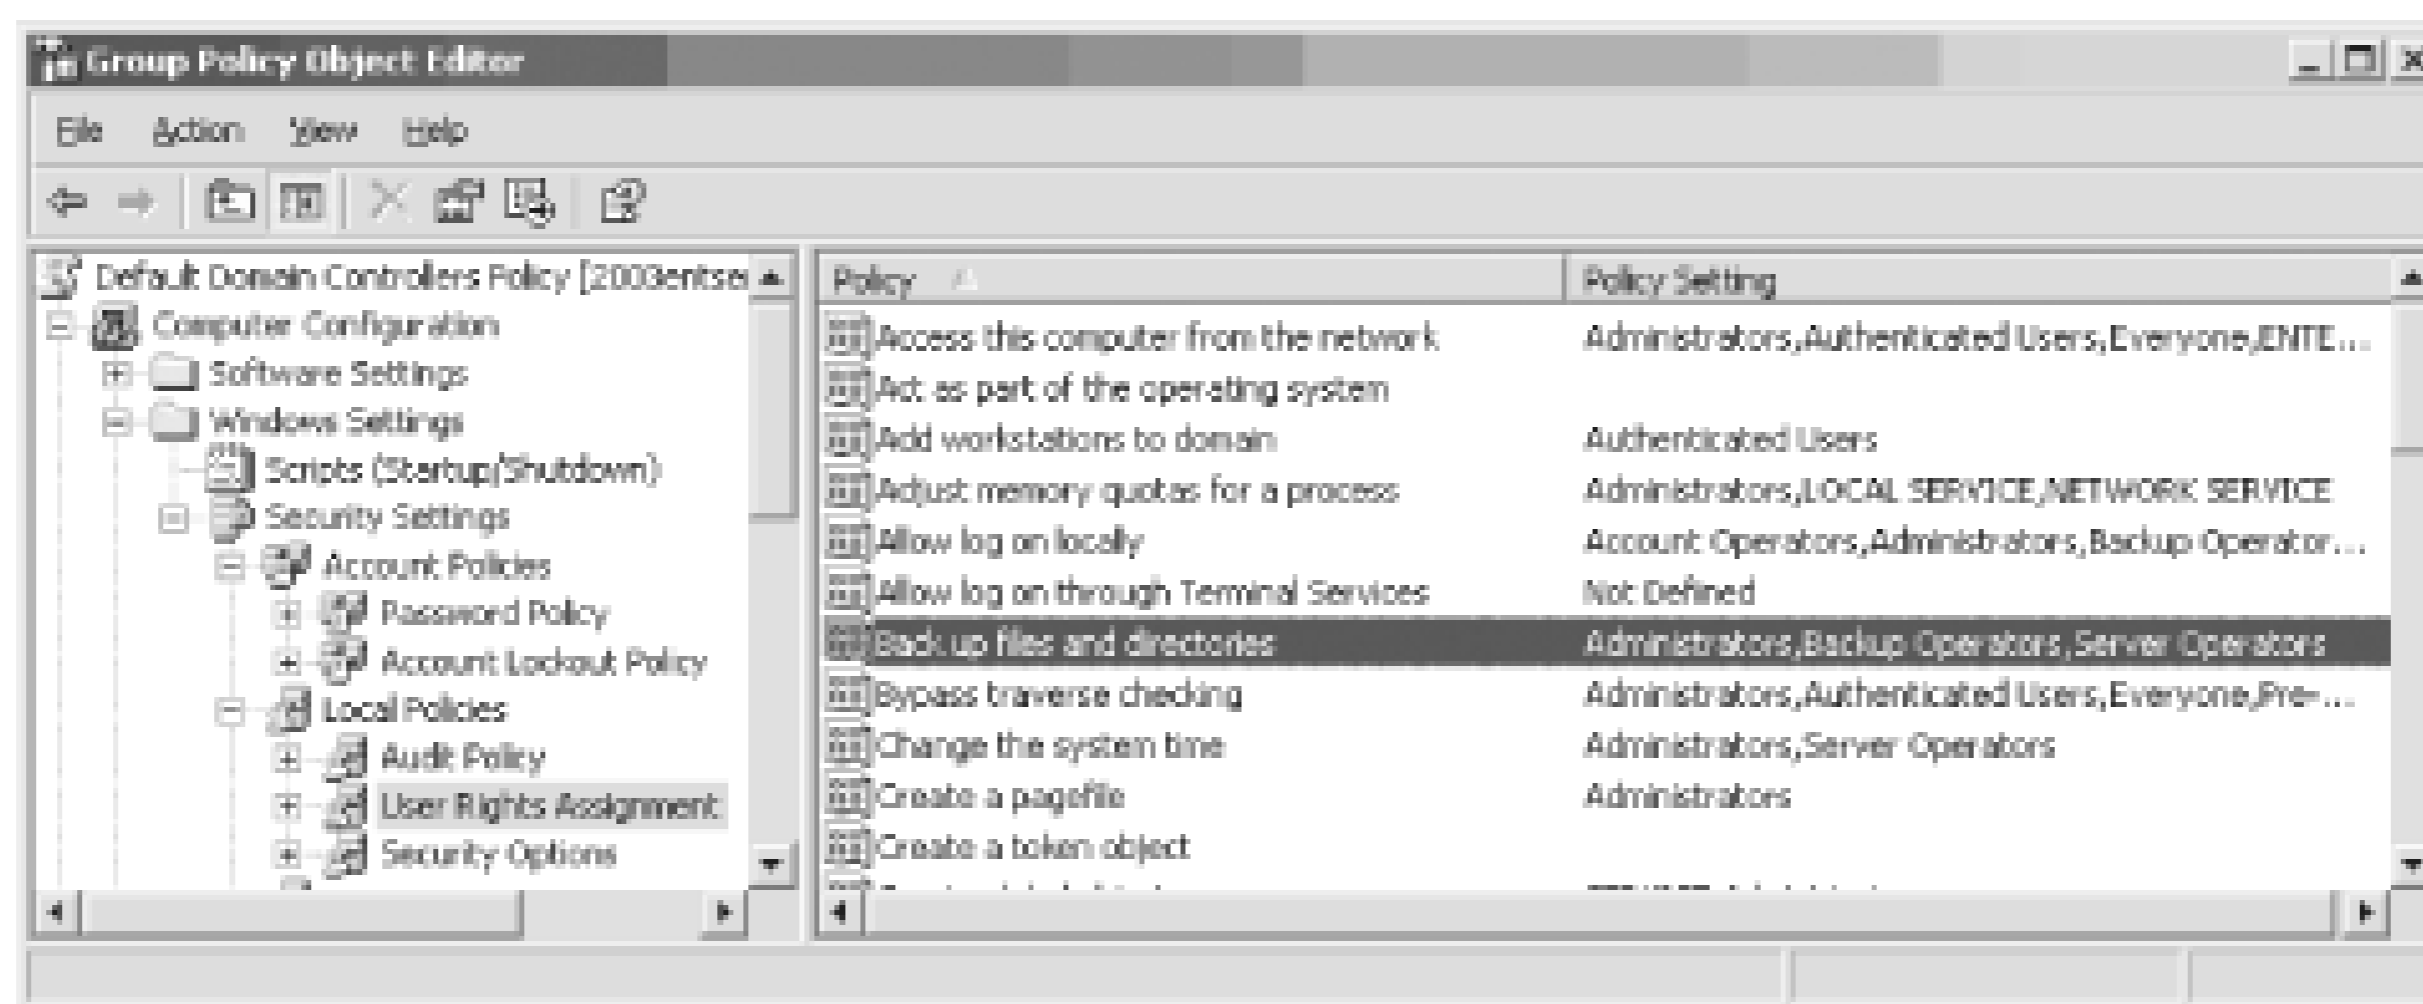 Group Policy Object Editor
File Action View Help
Default Domain Controllers Policy [2003entser
Computer Configuration
Software Settings
Windows Settings
Scripts (Startup/Shutdown)
Security Settings
Account Policies
Password Policy
Account Lockout Policy
Local Policies
Audit Policy
User Rights Assignment
Security Options
Policy Policy Setting
Access this computer from the network Administrators,Authenticated Users,Everyone,ENTE...
Act as part of the operating system
Add workstations to domain Authenticated Users
Adjust memory quotas for a process Administrators,LOCAL SERVICE,NETWORK SERVICE
Allow log on locally Account Operators,Administrators,Backup Operator...
Allow log on through Terminal Services Not Defined
Back up files and directories Administrators,Backup Operators,Server Operators
Bypass traverse checking Administrators,Authenticated Users,Everyone,Pre-...
Change the system time Administrators,Server Operators
Create a pagefile Administrators
Create a token object